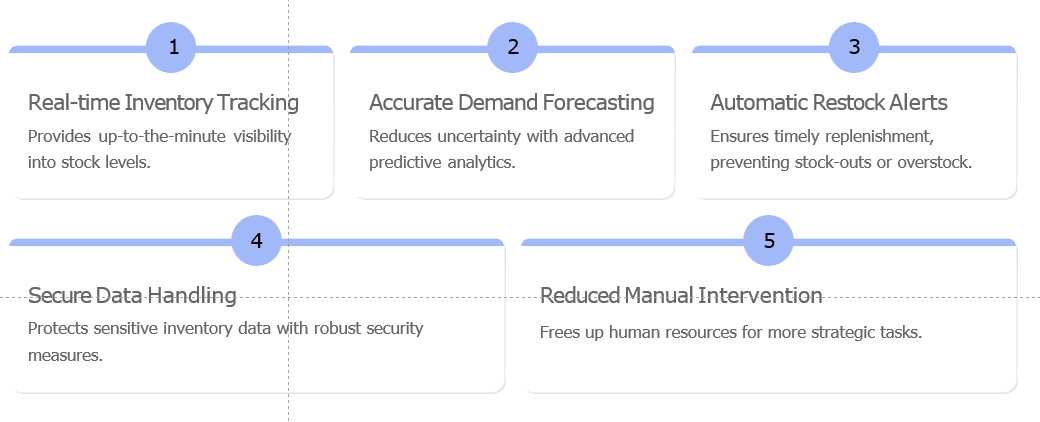 1
Real-time Inventory Tracking
Provides up-to-the-minute visibility
into stock levels.
2
Accurate Demand Forecasting
Reduces uncertainty with advanced
predictive analytics.
3
Automatic Restock Alerts
Ensures timely replenishment,
preventing stock-outs or overstock.
4
Secure Data Handling
Protects sensitive inventory data with robust security
measures.
5
Reduced Manual Intervention
Frees up human resources for more strategic tasks.